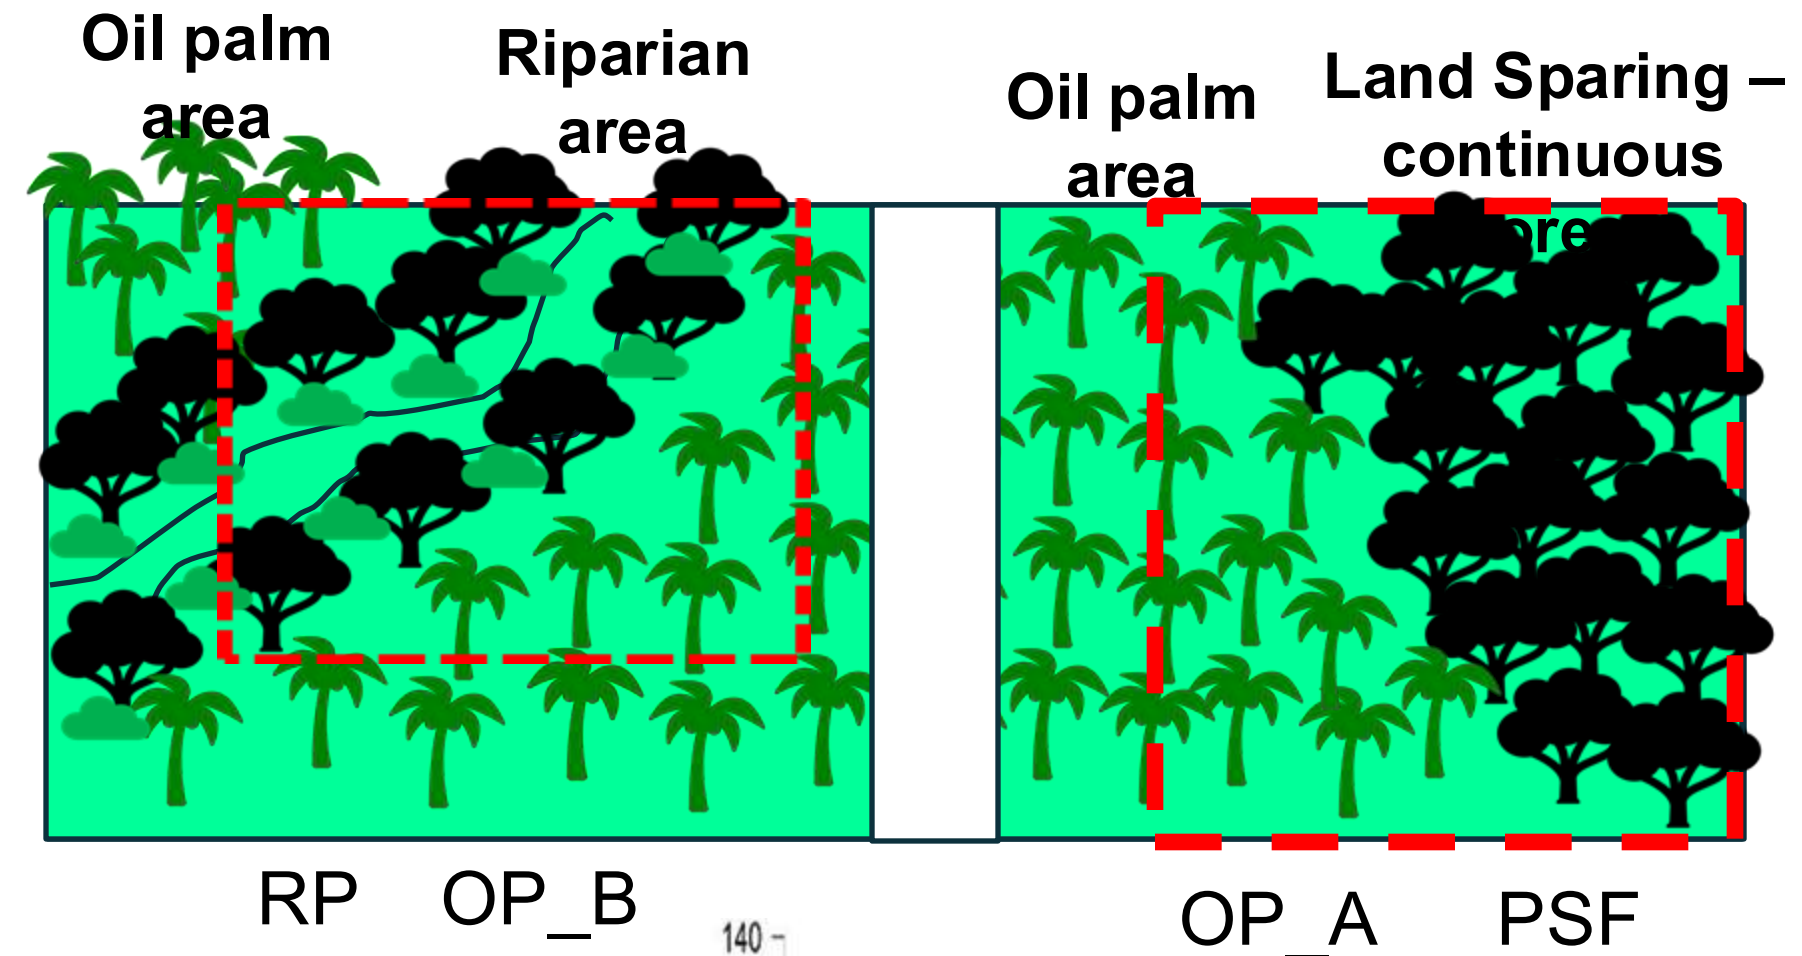 Oil palm
area
Riparian
area
Oil palm
area
Land Sparing –
continuous
RP OP_B
OP_A PSF
140